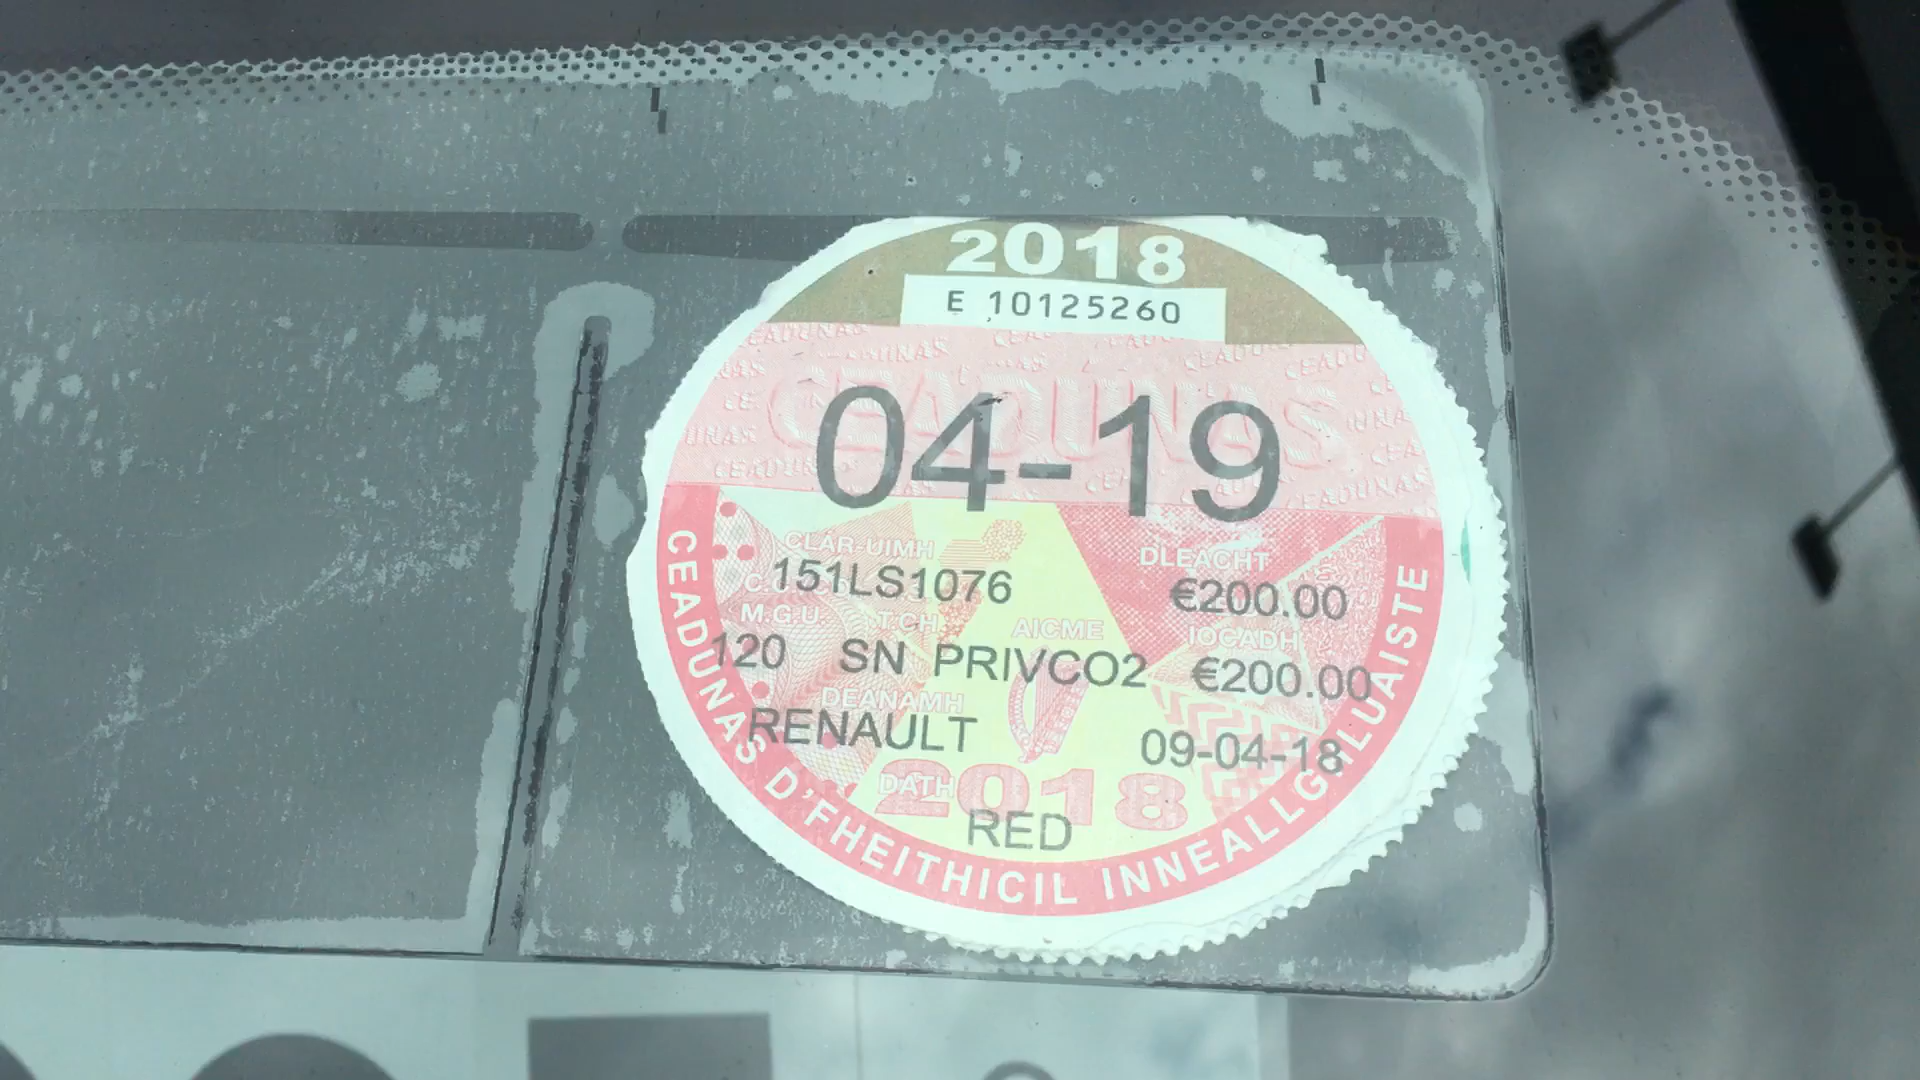 2018
E 10125260
CEADUNAS
04-19
CLAR-UIMH
DLEACHT
151LS1076
€200.00
M.G.U. T.CH. AICME IOCADH
120 SN PRIVCO2 €200.00
DEANAMH
RENAULT
09-04-18
2018
DATH
RED
CEADUNAS D'FHEITHICIL INNEALLGHLUAISTE